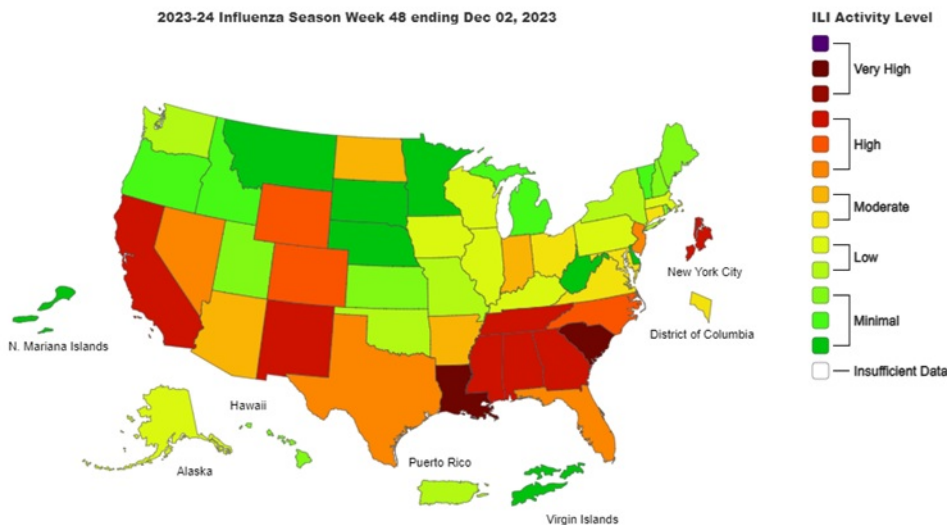 2023-24 Influenza Season Week 48 ending Dec 02, 2023
ILI Activity Level
Very High
High
Moderate
Low
Minimal
Insufficient Data
New York City
District of Columbia
N. Mariana Islands
Hawaii
Alaska
Puerto Rico
Virgin Islands